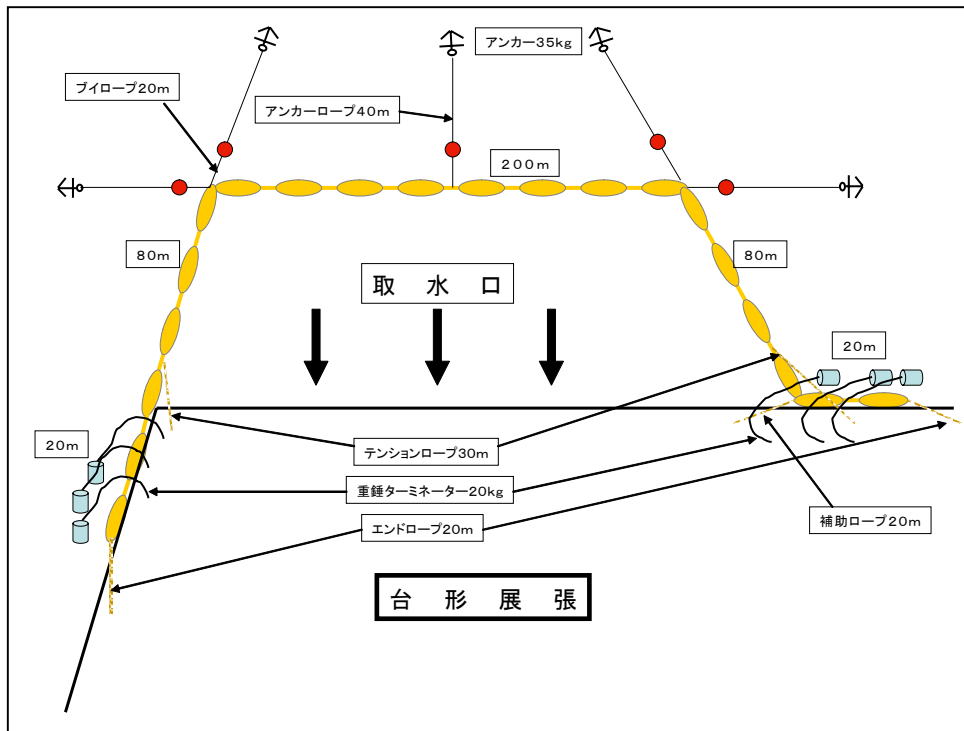 アンカー35kg
ブイロープ20m
アンカーロープ40m
200m
80m
80m
取 水 口
20m
20m
テンションロープ30m
重錘ターミネーター20kg
補助ロープ20m
エンドロープ20m
台 形 展 張